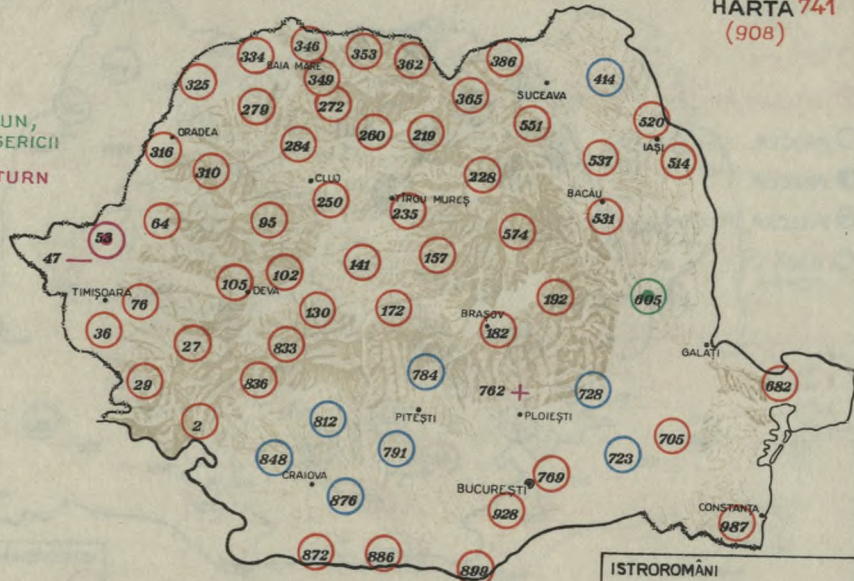 HARTA 741
(908)
UN,
SERICII
TURN
346
334
353
BAIA MARE
362
386
349
325
414
365
SUCEAVA
279
272
551
520
260
219
ORADEA
284
IAȘI
316
537
514
310
228
CLUJ
250
TÎRGU MUREȘ
BACĂU
235
531
64
95
574
53
47
157
141
102
105
DEVA
192
605
TIMIȘOARA
76
130
172
BRAȘOV
182
36
27
833
GALAȚI
784
29
836
762
728
682
PITEȘTI
PLOIEȘTI
2
812
705
791
848
723
CRAIOVA
769
876
BUCUREȘTI
928
CONSTANȚA
987
872
886
899
ISTROROMÂNI